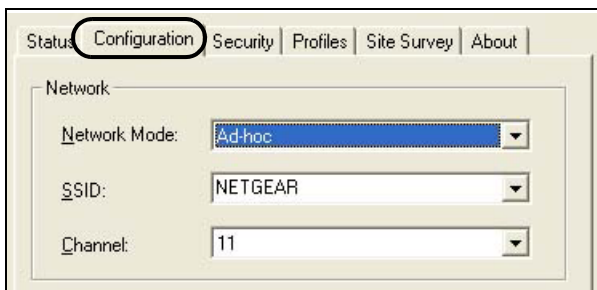 Status Configuration Security Profiles Site Survey About
Network
Network Mode: Ad-hoc
SSID: NETGEAR
Channel: 11